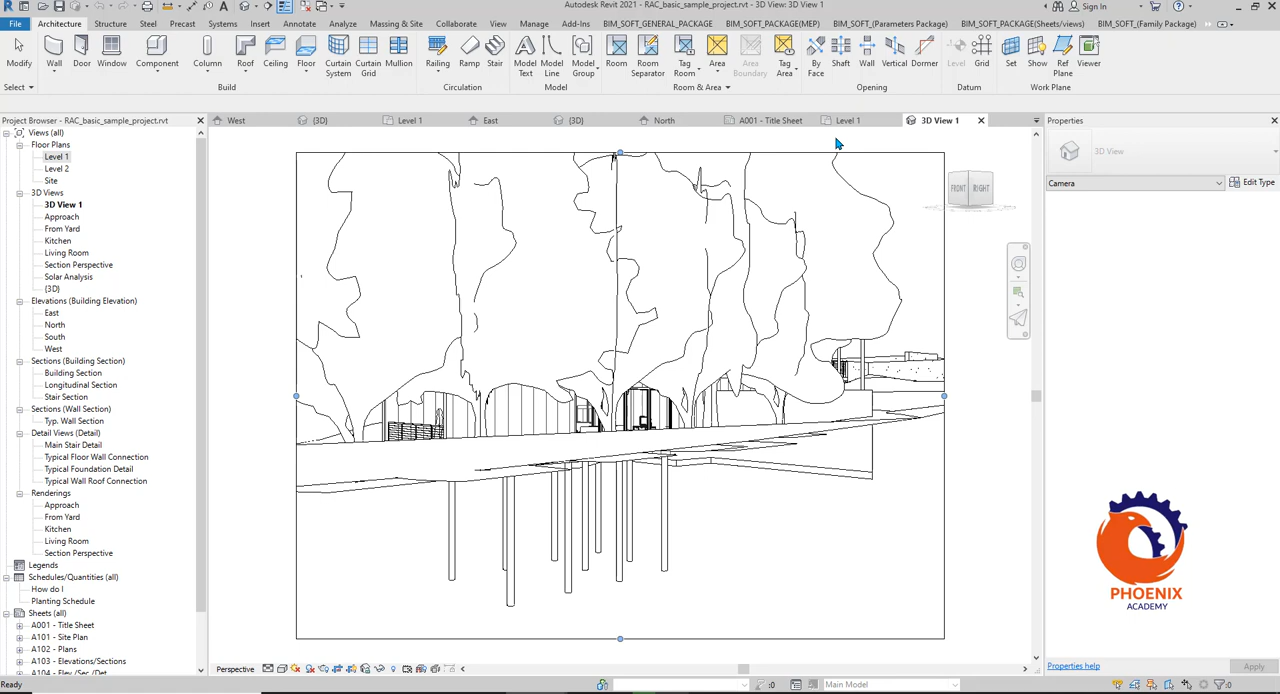 Autodesk Revit 2021 - RAC_basic_sample_project.rvt - 3D View: 3D View 1
Sign In
File Architecture Structure Steel Precast Systems Insert Annotate Analyze Massing & Site Collaborate View Manage Add-Ins BIM_SOFT_GENERAL_PACKAGE BIM_SOFT_PACKAGE(MEP) BIM_SOFT_(Parameters Package) BIM_SOFT_PACKAGE(Sheets/views) BIM_SOFT_(Family Package)
Modify Wall Door Window Component Column Roof Ceiling Floor Curtain System Curtain Grid Mullion Railing Ramp Stair Model Text Model Line Model Group Room Room Separator Tag Room Area Area Boundary Tag Area By Face Shaft Wall Vertical Dormer Level Grid Set Show Ref Plane Viewer
Select Build Circulation Model Room & Area Opening Datum Work Plane
Project Browser - RAC_basic_sample_project.rvt
West {3D} Level 1 East {3D} North A001 - Title Sheet Level 1 3D View 1
Properties
Views (all)
Floor Plans
Level 1
Level 2
Site
3D Views
3D View 1
Approach
From Yard
Kitchen
Living Room
Section Perspective
Solar Analysis
{3D}
Elevations (Building Elevation)
East
North
South
West
Sections (Building Section)
Building Section
Longitudinal Section
Stair Section
Sections (Wall Section)
Typ. Wall Section
Detail Views (Detail)
Main Stair Detail
Typical Floor Wall Connection
Typical Foundation Detail
Typical Wall Roof Connection
Renderings
Approach
From Yard
Kitchen
Living Room
Section Perspective
Legends
Schedules/Quantities (all)
How do I
Planting Schedule
Sheets (all)
A001 - Title Sheet
A101 - Site Plan
A102 - Plans
A103 - Elevations/Sections
A104 - Elev./Sec./Det.
FRONT RIGHT
3D View
Camera
Edit Type
PHOENIX
ACADEMY
Perspective
Properties help
Apply
Ready
:0
Main Model
:0